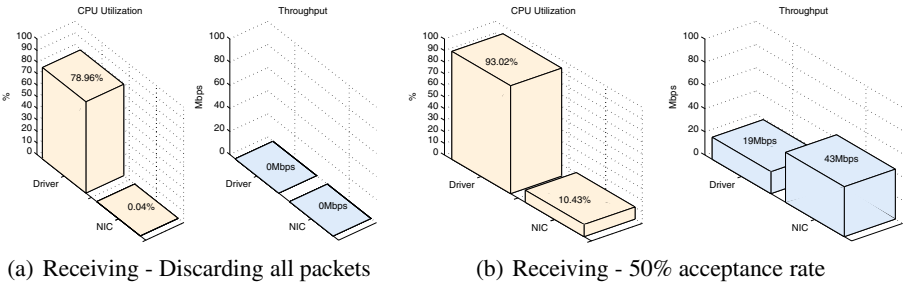 CPU Utilization
100
90
80
70
60
50
40
30
20
10
0
%
78.96%
0.04%
Driver
NIC
Throughput
100
80
60
40
20
0
Mbps
0Mbps
0Mbps
Driver
NIC
(a) Receiving - Discarding all packets
CPU Utilization
100
90
80
70
60
50
40
30
20
10
0
%
93.02%
10.43%
Driver
NIC
Throughput
100
80
60
40
20
0
Mbps
19Mbps
43Mbps
Driver
NIC
(b) Receiving - 50% acceptance rate